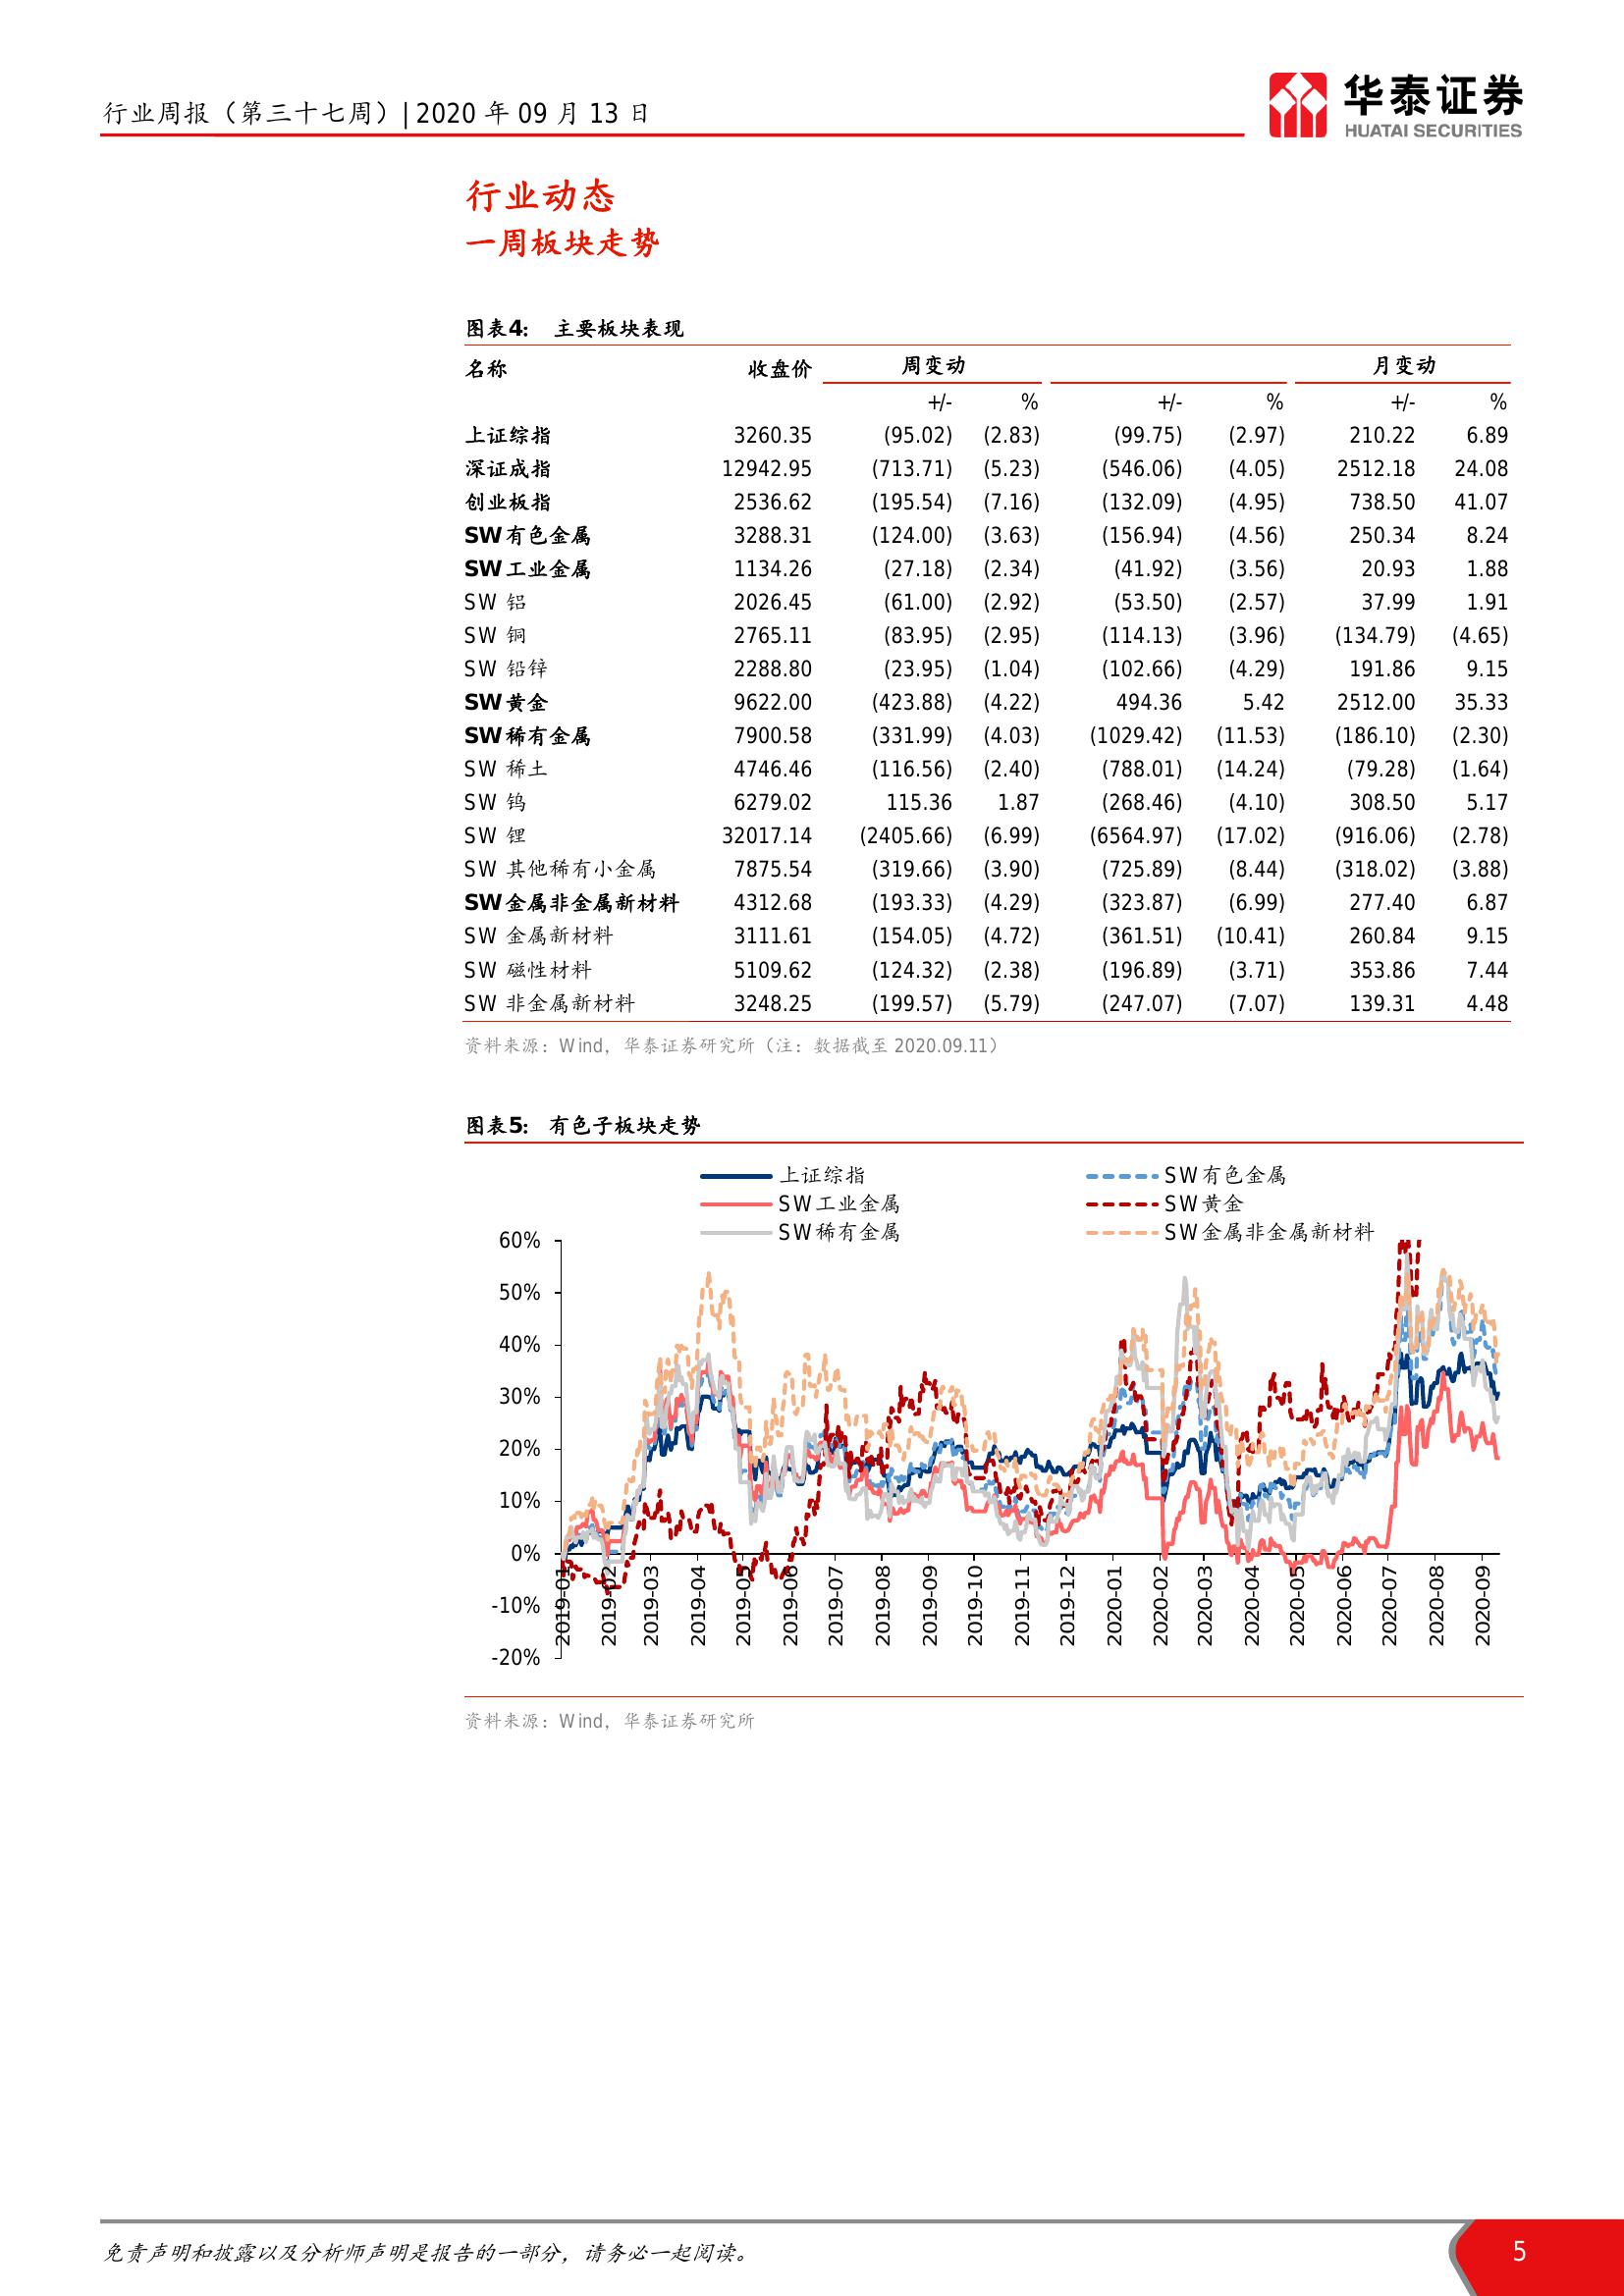 行业周报（第三十七周）| 2020 年 09 月 13 日
华泰证券
HUATAI SECURITIES
行业动态
一周板块走势
图表4： 主要板块表现
名称 收盘价 周变动 月变动
+/- % +/- % +/- %
上证综指 3260.35 (95.02) (2.83) (99.75) (2.97) 210.22 6.89
深证成指 12942.95 (713.71) (5.23) (546.06) (4.05) 2512.18 24.08
创业板指 2536.62 (195.54) (7.16) (132.09) (4.95) 738.50 41.07
SW有色金属 3288.31 (124.00) (3.63) (156.94) (4.56) 250.34 8.24
SW工业金属 1134.26 (27.18) (2.34) (41.92) (3.56) 20.93 1.88
SW 铝 2026.45 (61.00) (2.92) (53.50) (2.57) 37.99 1.91
SW 铜 2765.11 (83.95) (2.95) (114.13) (3.96) (134.79) (4.65)
SW 铅锌 2288.80 (23.95) (1.04) (102.66) (4.29) 191.86 9.15
SW黄金 9622.00 (423.88) (4.22) 494.36 5.42 2512.00 35.33
SW稀有金属 7900.58 (331.99) (4.03) (1029.42) (11.53) (186.10) (2.30)
SW 稀土 4746.46 (116.56) (2.40) (788.01) (14.24) (79.28) (1.64)
SW 钨 6279.02 115.36 1.87 (268.46) (4.10) 308.50 5.17
SW 锂 32017.14 (2405.66) (6.99) (6564.97) (17.02) (916.06) (2.78)
SW 其他稀有小金属 7875.54 (319.66) (3.90) (725.89) (8.44) (318.02) (3.88)
SW金属非金属新材料 4312.68 (193.33) (4.29) (323.87) (6.99) 277.40 6.87
SW 金属新材料 3111.61 (154.05) (4.72) (361.51) (10.41) 260.84 9.15
SW 磁性材料 5109.62 (124.32) (2.38) (196.89) (3.71) 353.86 7.44
SW 非金属新材料 3248.25 (199.57) (5.79) (247.07) (7.07) 139.31 4.48
资料来源：Wind，华泰证券研究所（注：数据截至 2020.09.11）
图表5： 有色子板块走势
上证综指 SW有色金属
SW工业金属 SW黄金
SW稀有金属 SW金属非金属新材料
60%
50%
40%
30%
20%
10%
0%
-10%
-20%
2019-01 2019-02 2019-03 2019-04 2019-05 2019-06 2019-07 2019-08 2019-09 2019-10 2019-11 2019-12 2020-01 2020-02 2020-03 2020-04 2020-05 2020-06 2020-07 2020-08 2020-09
资料来源：Wind，华泰证券研究所
免责声明和披露以及分析师声明是报告的一部分，请务必一起阅读。
5